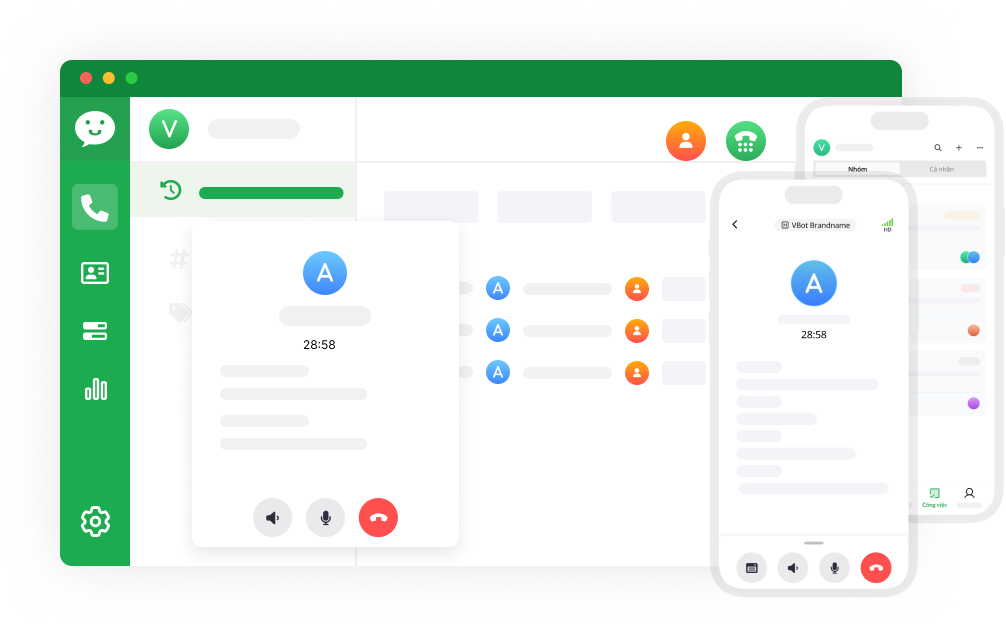 V
A
28:58
A
A
A
VBot Brandname
HD
A
28:58
V
Nhóm
Cá nhân
Công việc